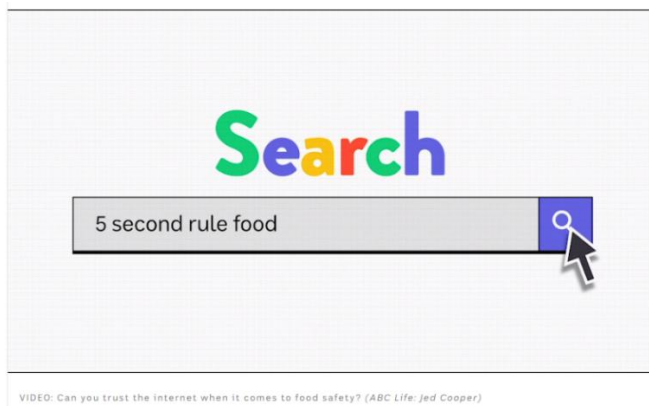 Search
5 second rule food
VIDEO: Can you trust the internet when it comes to food safety? (ABC Life: Jed Cooper)